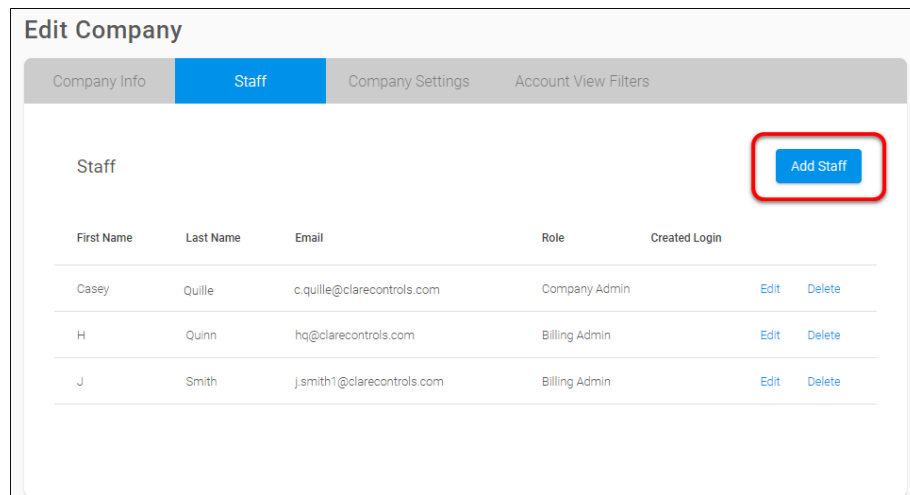 Edit Company
Company Info Staff Company Settings Account View Filters
Staff Add Staff
First Name Last Name Email Role Created Login
Casey Quille c.quille@clarecontrols.com Company Admin Edit Delete
H Quinn hq@clarecontrols.com Billing Admin Edit Delete
J Smith j.smith1@clarecontrols.com Billing Admin Edit Delete